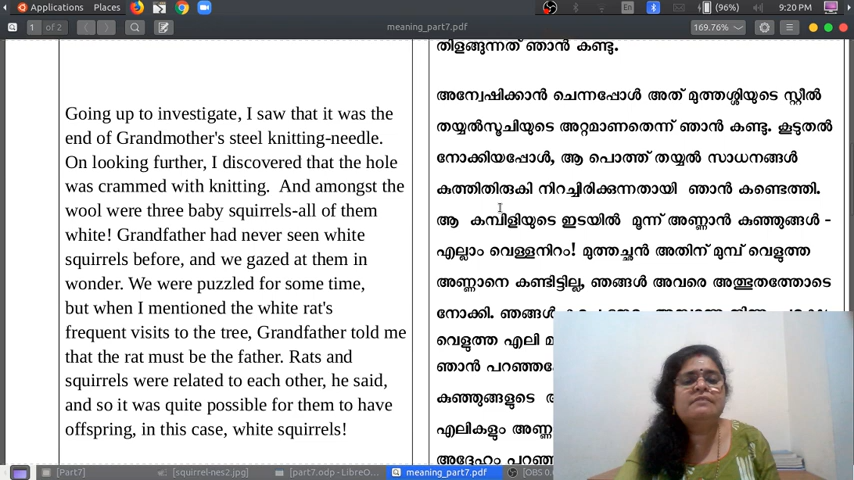 Applications Places En (96%) 9:20 PM
1 of 2 meaning_part7.pdf 169.76%
Going up to investigate, I saw that it was the
end of Grandmother's steel knitting-needle.
On looking further, I discovered that the hole
was crammed with knitting. And amongst the
wool were three baby squirrels-all of them
white! Grandfather had never seen white
squirrels before, and we gazed at them in
wonder. We were puzzled for some time,
but when I mentioned the white rat's
frequent visits to the tree, Grandfather told me
that the rat must be the father. Rats and
squirrels were related to each other, he said,
and so it was quite possible for them to have
offspring, in this case, white squirrels!
തിളങ്ങുന്നത് ഞാൻ കണ്ടു.
അന്വേഷിക്കാൻ ചെന്നപ്പോൾ അത് മുത്തശ്ശിയുടെ സ്റ്റീൽ
തയ്യൽസൂചിയുടെ അറ്റമാണതെന്ന് ഞാൻ കണ്ടു. കൂടുതൽ
നോക്കിയപ്പോൾ, ആ പൊത്ത് തയ്യൽ സാധനങ്ങൾ
കുത്തിതിരുകി നിറച്ചിരിക്കുന്നതായി ഞാൻ കണ്ടെത്തി.
ആ കമ്പിളിയുടെ ഇടയിൽ മൂന്ന് അണ്ണാൻ കുഞ്ഞുങ്ങൾ -
എല്ലാം വെള്ളനിറം! മുത്തച്ഛൻ അതിന് മുമ്പ് വെളുത്ത
അണ്ണാനെ കണ്ടിട്ടില്ല, ഞങ്ങൾ അവരെ അത്ഭുതത്തോടെ
നോക്കി. ഞങ്ങൾ
വെളുത്ത എലി
ഞാൻ
കുഞ്ഞുങ്ങളുടെ
എലികളും
അദ്ദേഹം
[Part7] [squirrel-nes2.jpg] [part7.odp - LibreO... meaning_part7.pdf [OBS 0.